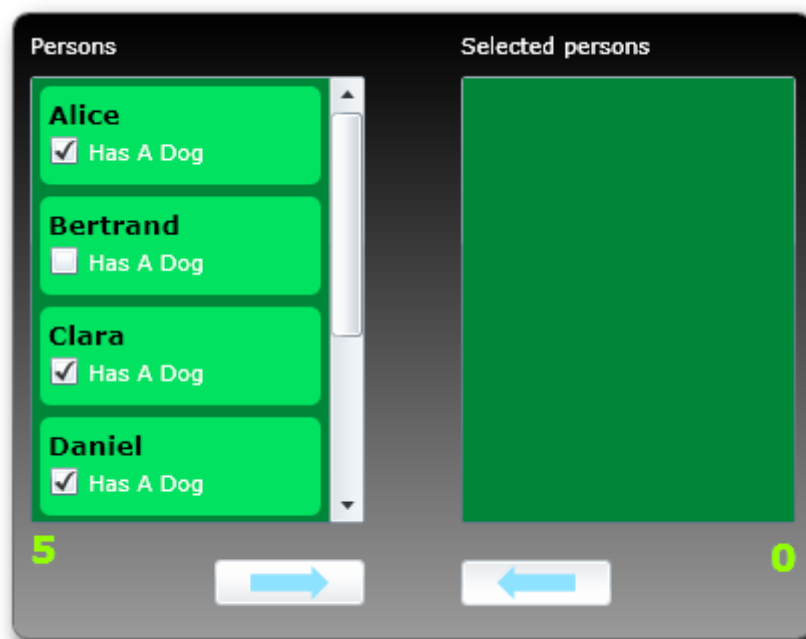 Persons
Selected persons
Alice
Has A Dog
Bertrand
Has A Dog
Clara
Has A Dog
Daniel
Has A Dog
5
0